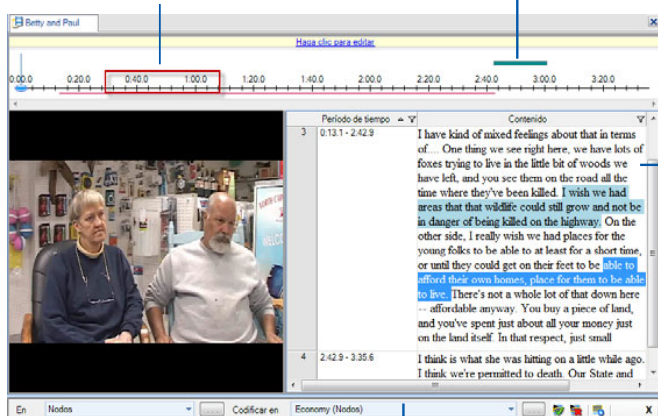 Betty and Paul
Haga clic para editar
0:00.0 0:20.0 0:40.0 1:00.0 1:20.0 1:40.0 2:00.0 2:20.0 2:40.0 3:00.0 3:20.0
Período de tiempo Contenido
3 0:13.1 - 2:42.9 I have kind of mixed feelings about that in terms
of.... One thing we see right here, we have lots of
foxes trying to live in the little bit of woods we
have left, and you see them on the road all the
time where they've been killed. I wish we had
areas that that wildlife could still grow and not be
in danger of being killed on the highway. On the
other side, I really wish we had places for the
young folks to be able to at least for a short time,
or until they could get on their feet to be able to
afford their own homes, place for them to be able
to live. There's not a whole lot of that down here
-- affordable anyway. You buy a piece of land,
and you've spent just about all your money just
on the land itself. In that respect, just small
4 2:42.9 - 3:35.6 I think is what she was hitting on a little while ago.
I think we're permitted to death. Our State and
En Nodos Codificar en Economy (Nodos)